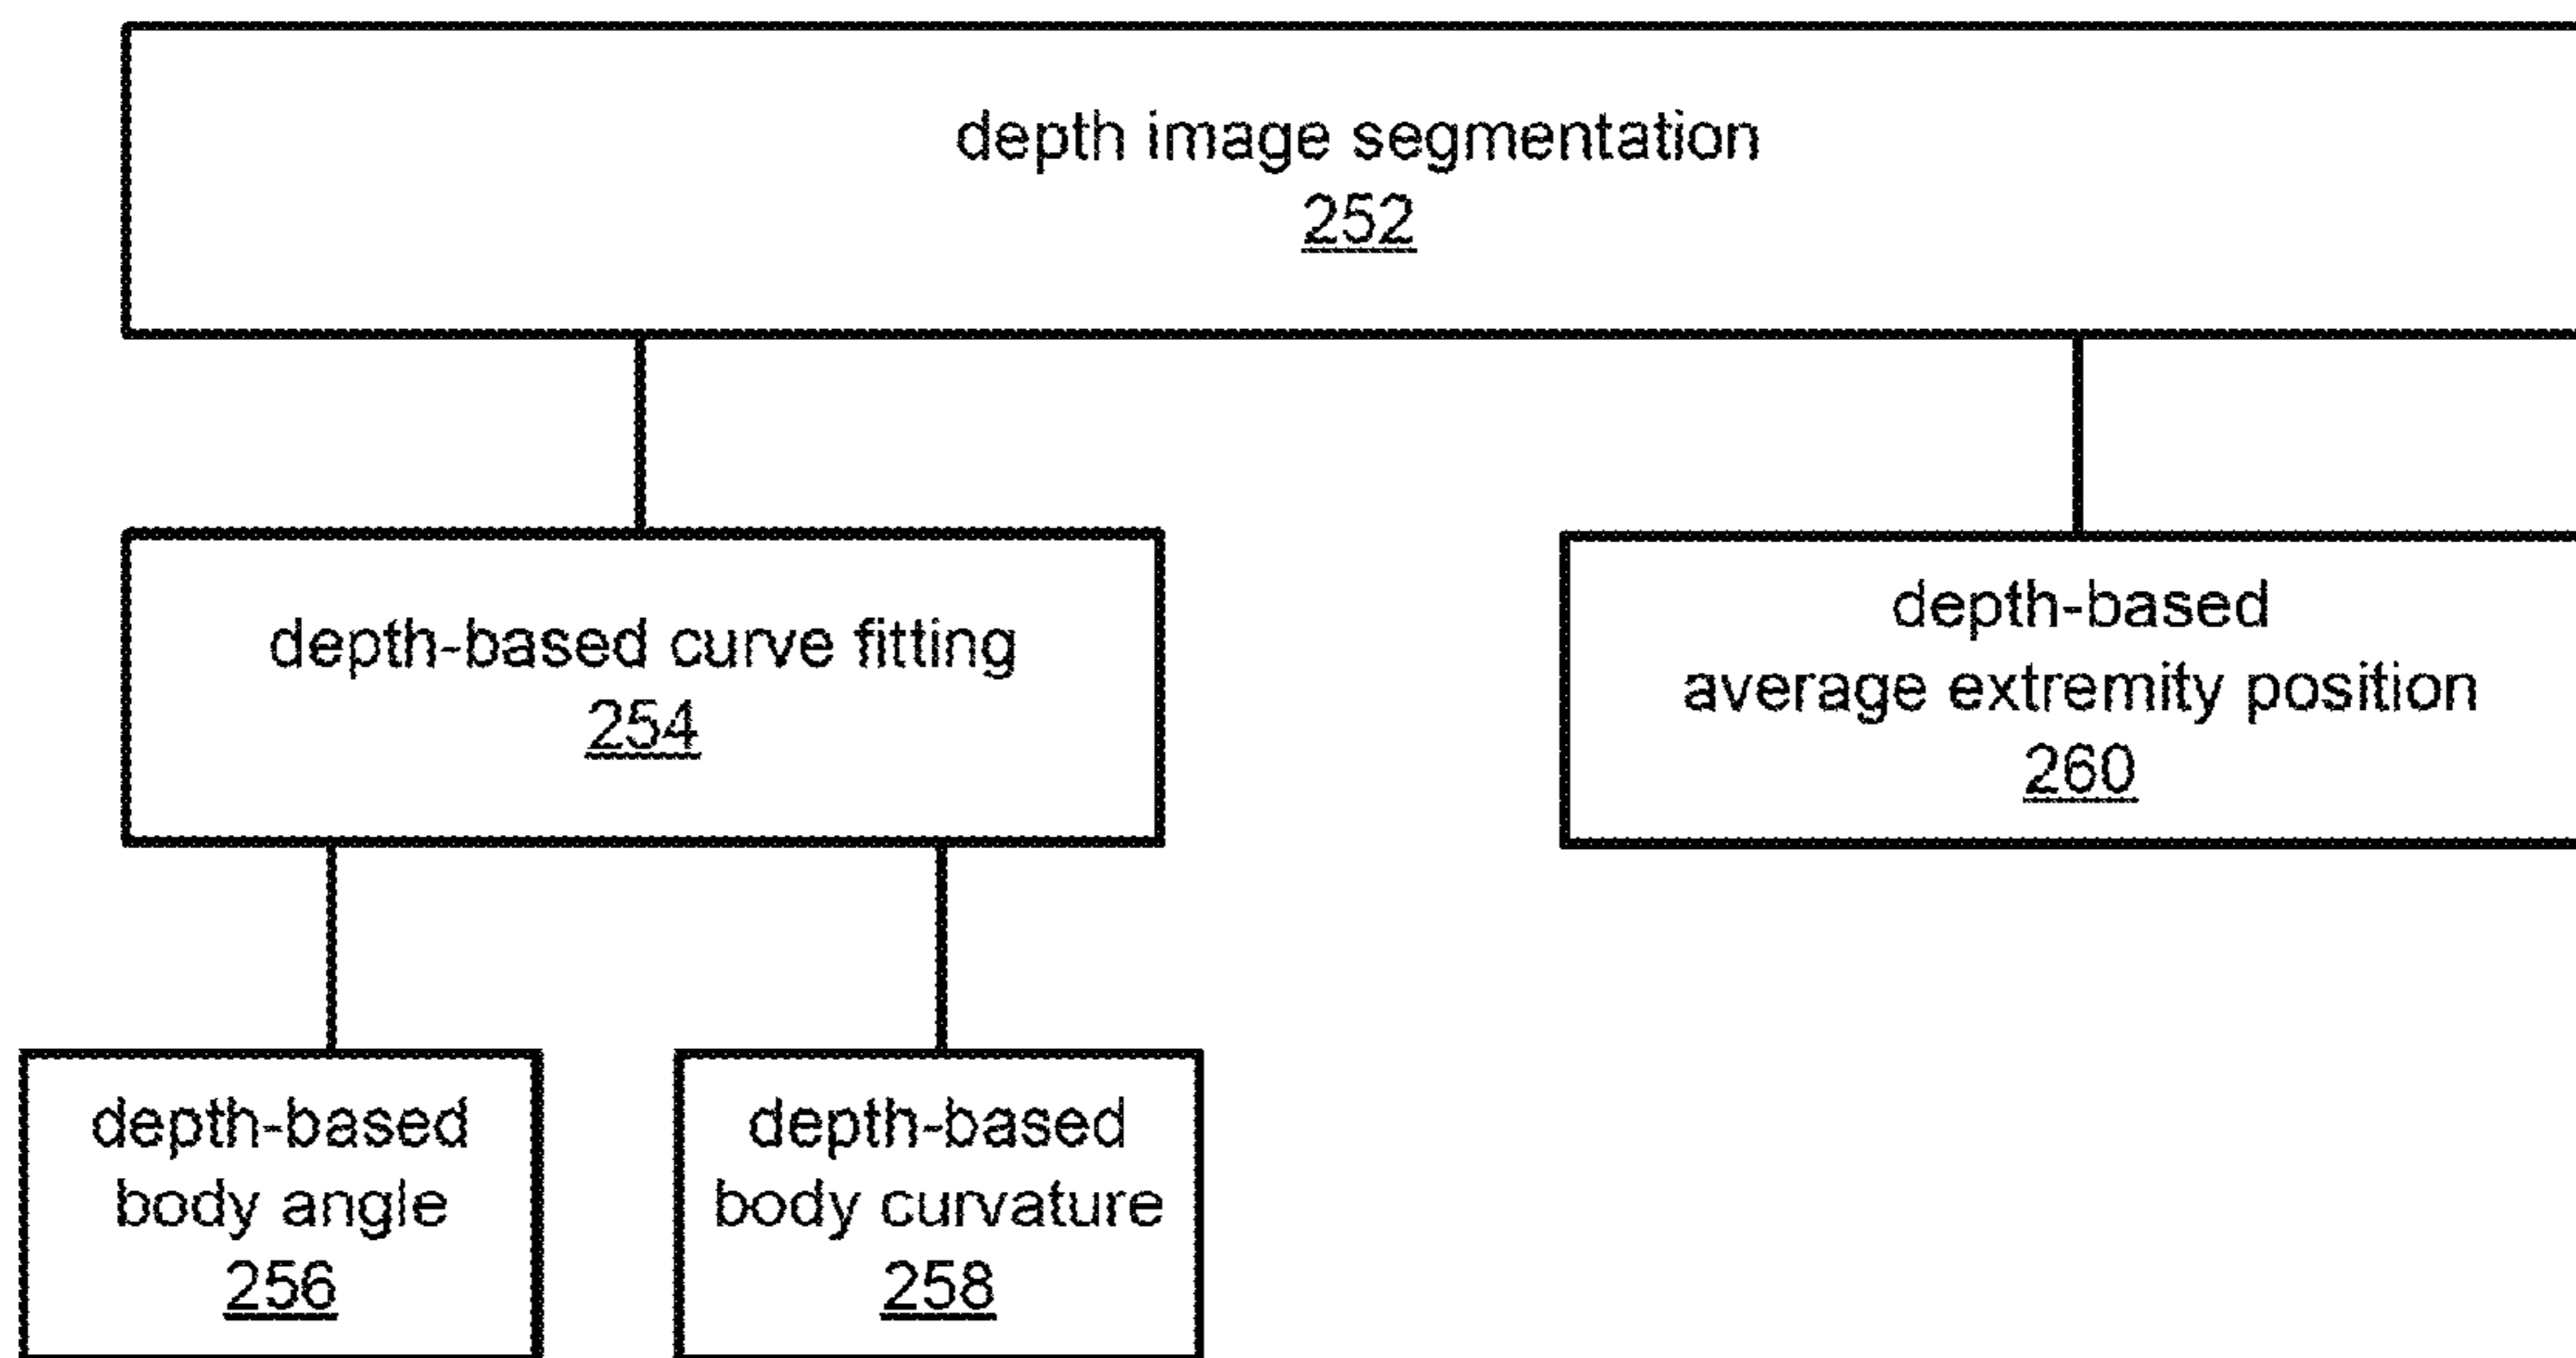 depth image segmentation
252
depth-based curve fitting
254
depth-based
average extremity position
260
depth-based
body angle
256
depth-based
body curvature
258